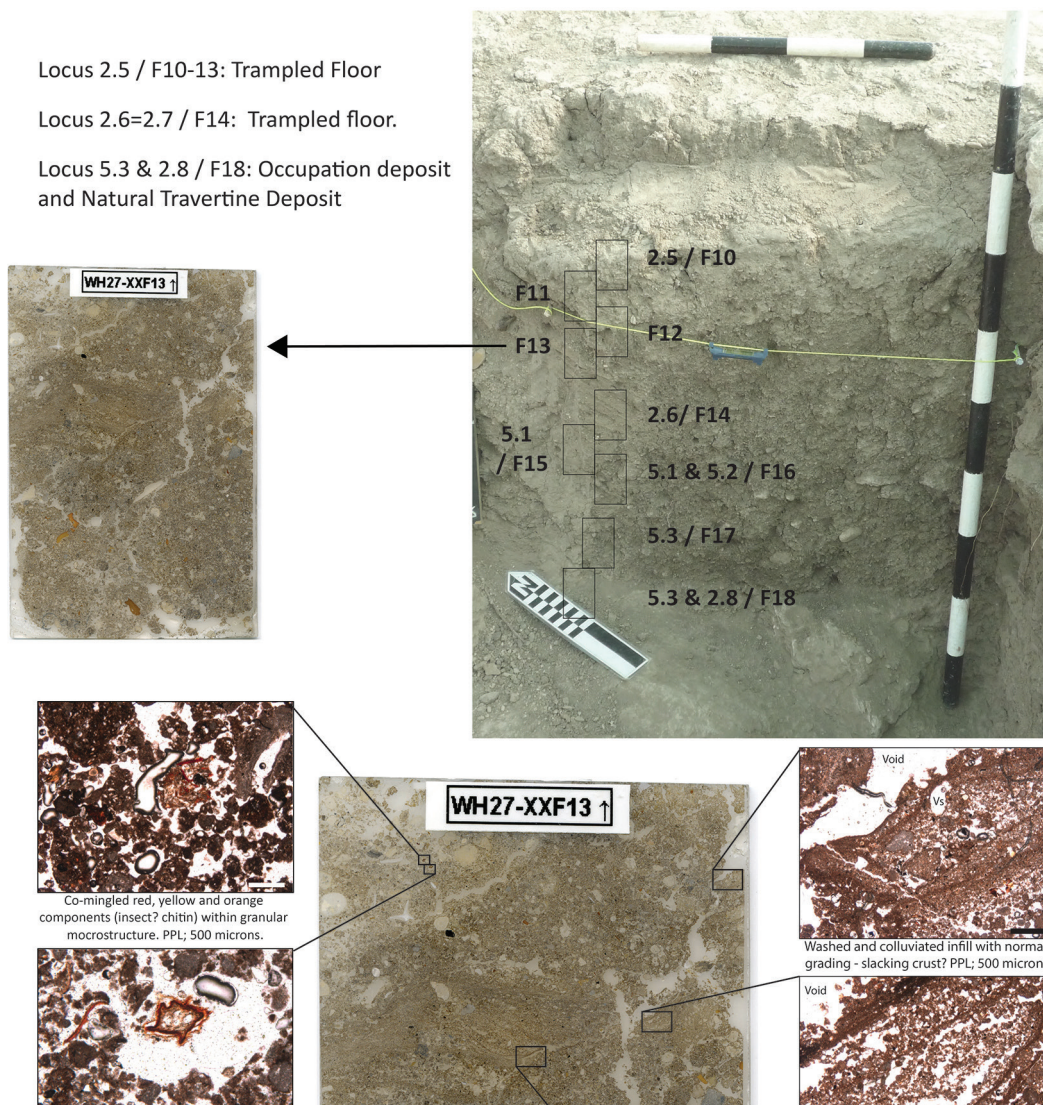 Locus 2.5 / F10-13: Trampled Floor
Locus 2.6=2.7 / F14:  Trampled floor.
Locus 5.3 & 2.8 / F18: Occupation deposit
and Natural Travertine Deposit
WH27-XXF13 ↑
2.5 / F10
F11
F12
F13
2.6/ F14
5.1
/ F15
5.1 & 5.2 / F16
5.3 / F17
5.3 & 2.8 / F18
Co-mingled red, yellow and orange
components (insect? chitin) within granular
mocrostructure. PPL; 500 microns.
WH27-XXF13 ↑
Void
Vs
Washed and colluviated infill with norma
grading - slacking crust? PPL; 500 micron
Void